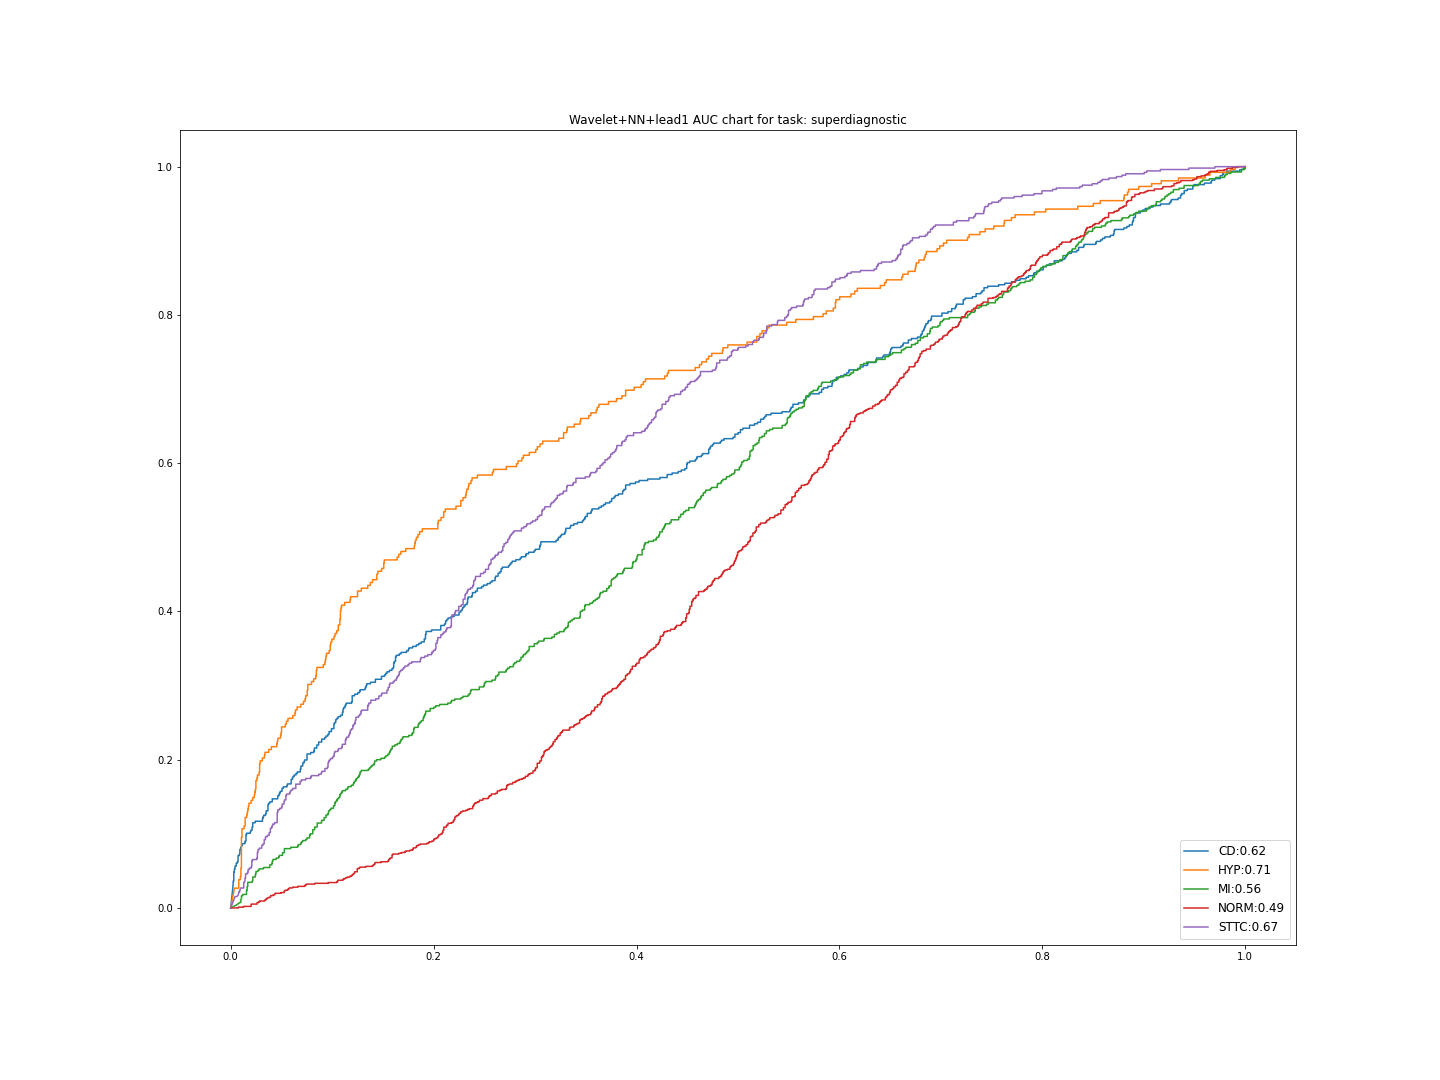 Wavelet+NN+lead1 AUC chart for task: superdiagnostic
1.0
0.8
0.6
0.4
0.2
0.0
0.0 0.2 0.4 0.6 0.8 1.0
CD:0.62
HYP:0.71
MI:0.56
NORM:0.49
STTC:0.67